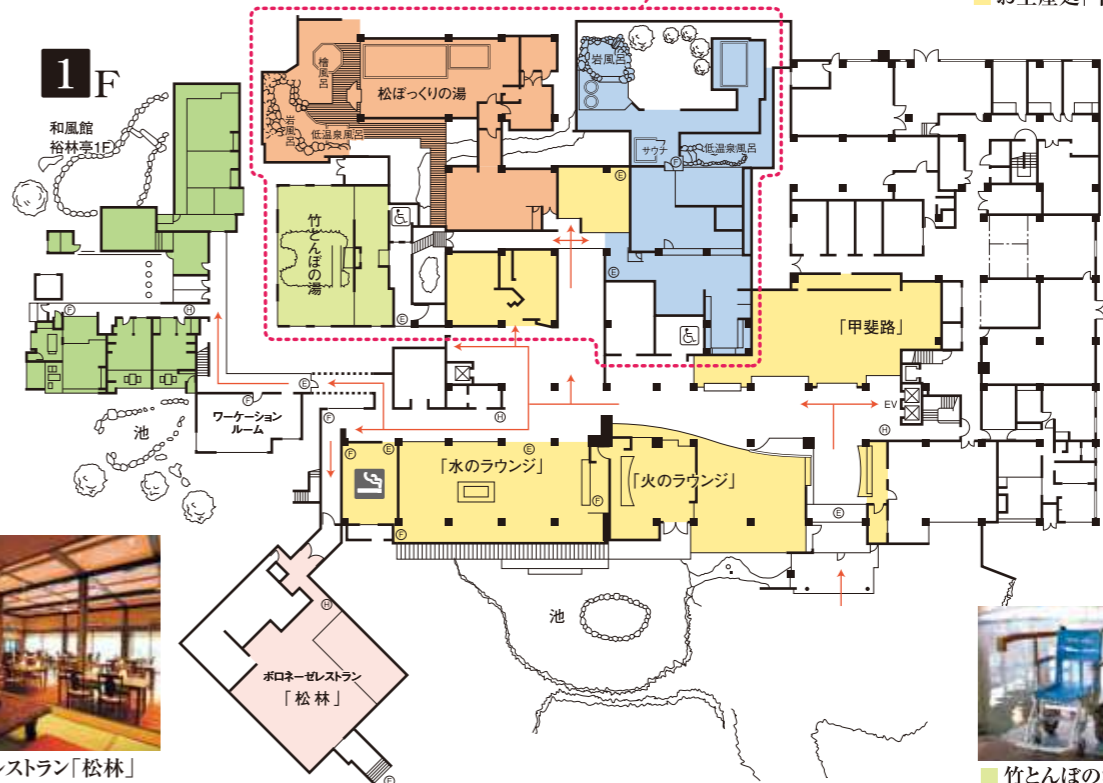 1F
和風館
裕林亭1F
檜風呂
松ぼっくりの湯
岩風呂
低温泉風呂
岩風呂
サウナ
低温泉風呂
竹とんぼの湯
「甲斐路」
EV
ワーケーション
ルーム
池
「水のラウンジ」
「火のラウンジ」
池
ボロネーゼレストラン
「松林」
ストラン「松林」
竹とんぼの
E
E
E
E
E
E
E
E
F
F
F
F
F
F
F
F
H
H
H
H